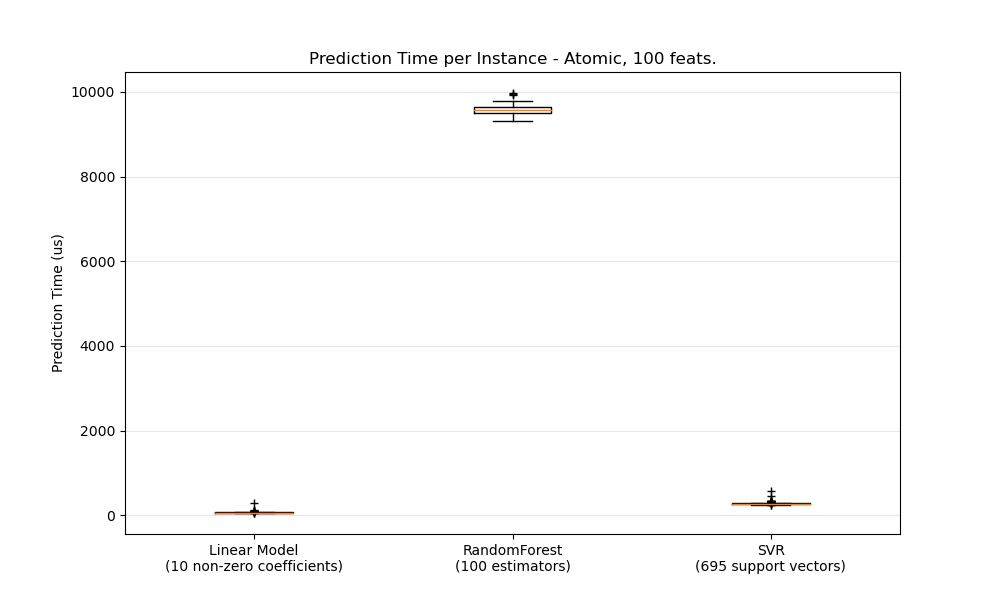 Prediction Time per Instance - Atomic, 100 feats.
Prediction Time (us)
10000
8000
6000
4000
2000
0
Linear Model
(10 non-zero coefficients)
RandomForest
(100 estimators)
SVR
(695 support vectors)